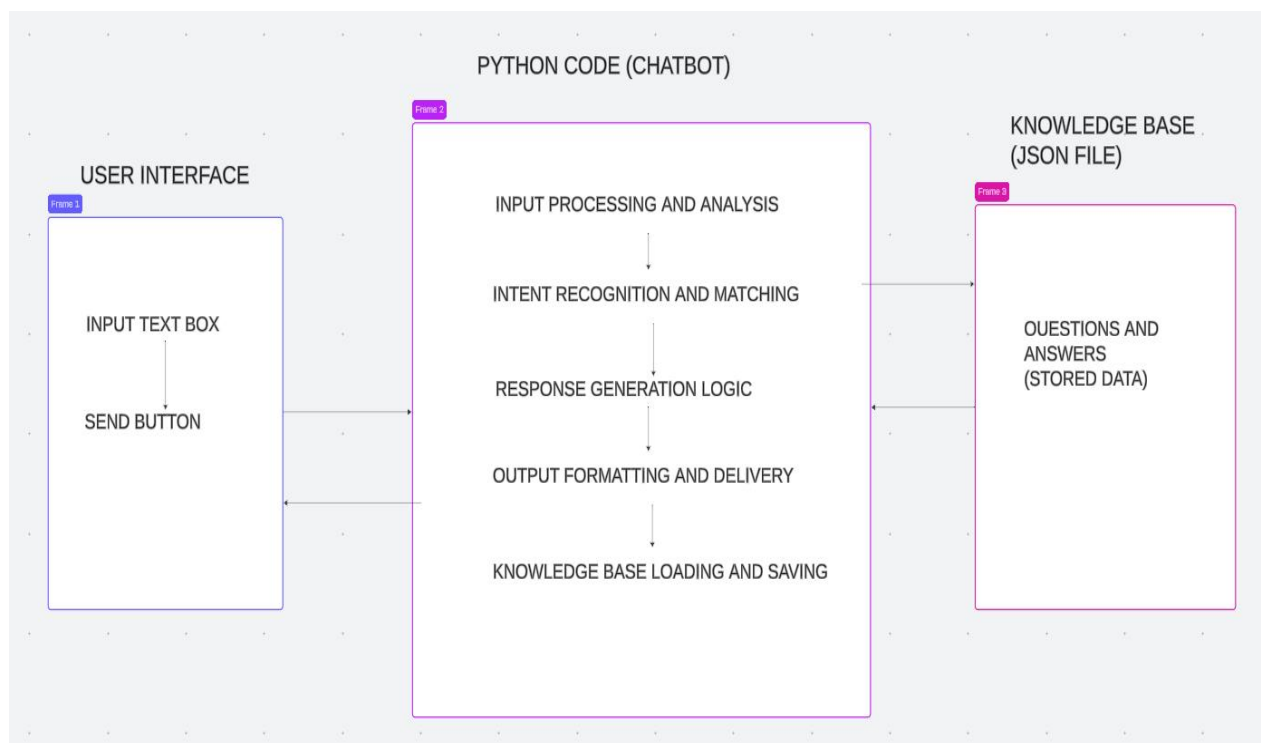 PYTHON CODE (CHATBOT)
Frame 2
KNOWLEDGE BASE
(JSON FILE)
USER INTERFACE
Frame 3
Frame 1
INPUT PROCESSING AND ANALYSIS
INTENT RECOGNITION AND MATCHING
INPUT TEXT BOX
OUESTIONS AND
ANSWERS
(STORED DATA)
RESPONSE GENERATION LOGIC
SEND BUTTON
OUTPUT FORMATTING AND DELIVERY
KNOWLEDGE BASE LOADING AND SAVING